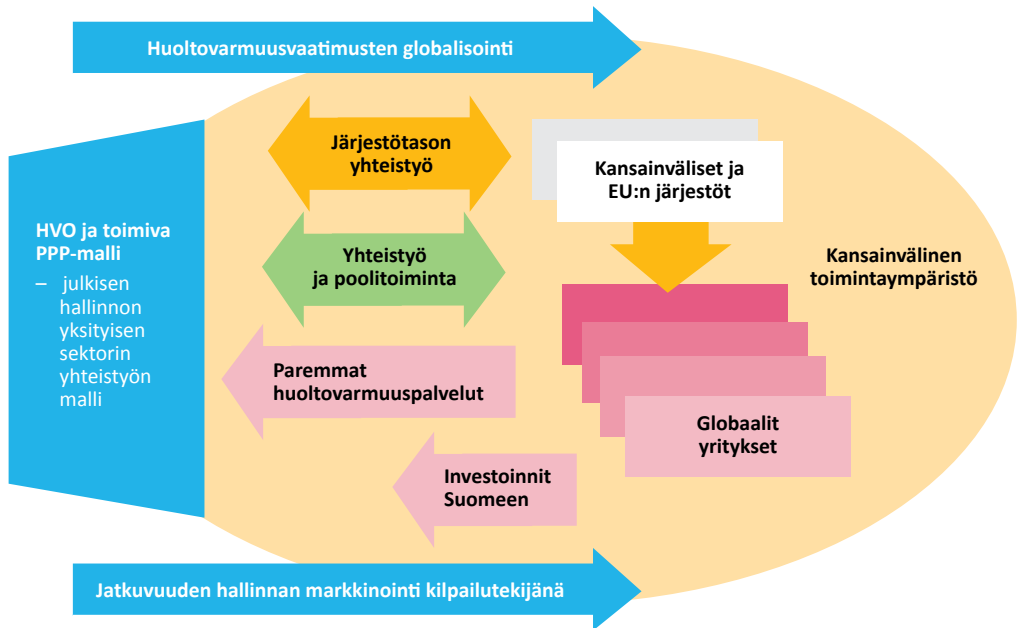 Huoltovarmuusvaatimusten globalisointi
HVO ja toimiva
PPP-malli
– julkisen
hallinnon
yksityisen
sektorin
yhteistyön
malli
Järjestötason
yhteistyö
Yhteistyö
ja poolitoiminta
Paremmat
huoltovarmuuspalvelut
Investoinnit
Suomeen
Kansainväliset ja
EU:n järjestöt
Globaalit
yritykset
Kansainvälinen
toimintaympäristö
Jatkuvuuden hallinnan markkinointi kilpailutekijänä